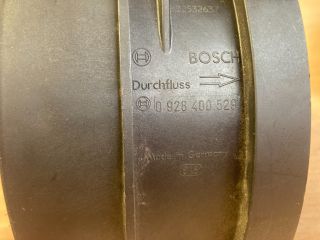 BOSCH
Durchfluss
0 928 400 529
Made in Germany